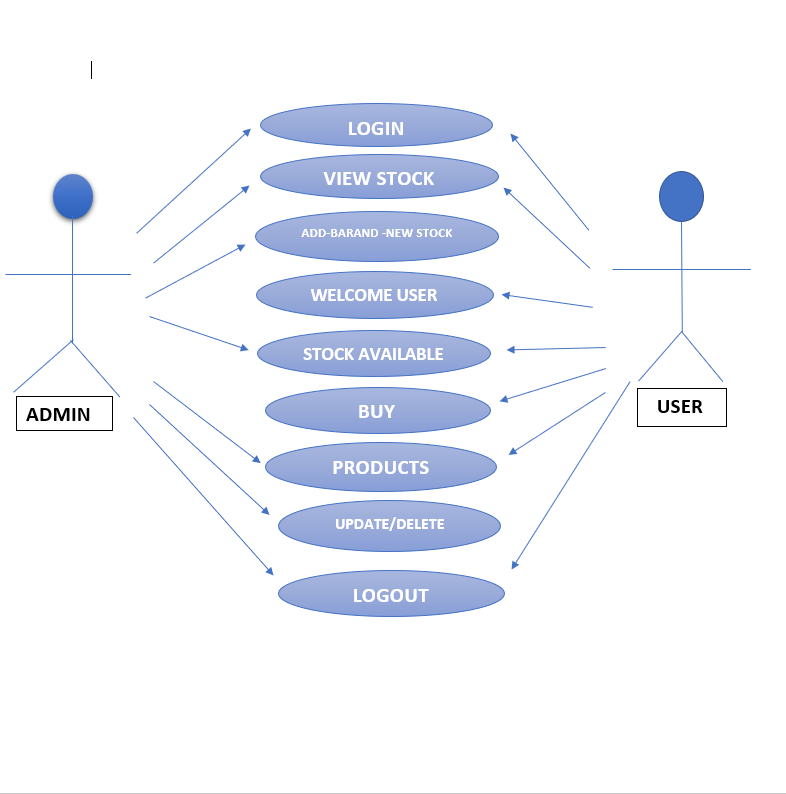 LOGIN
VIEW STOCK
ADD-BARAND -NEW STOCK
WELCOME USER
STOCK AVAILABLE
BUY
PRODUCTS
UPDATE/DELETE
LOGOUT
ADMIN
USER